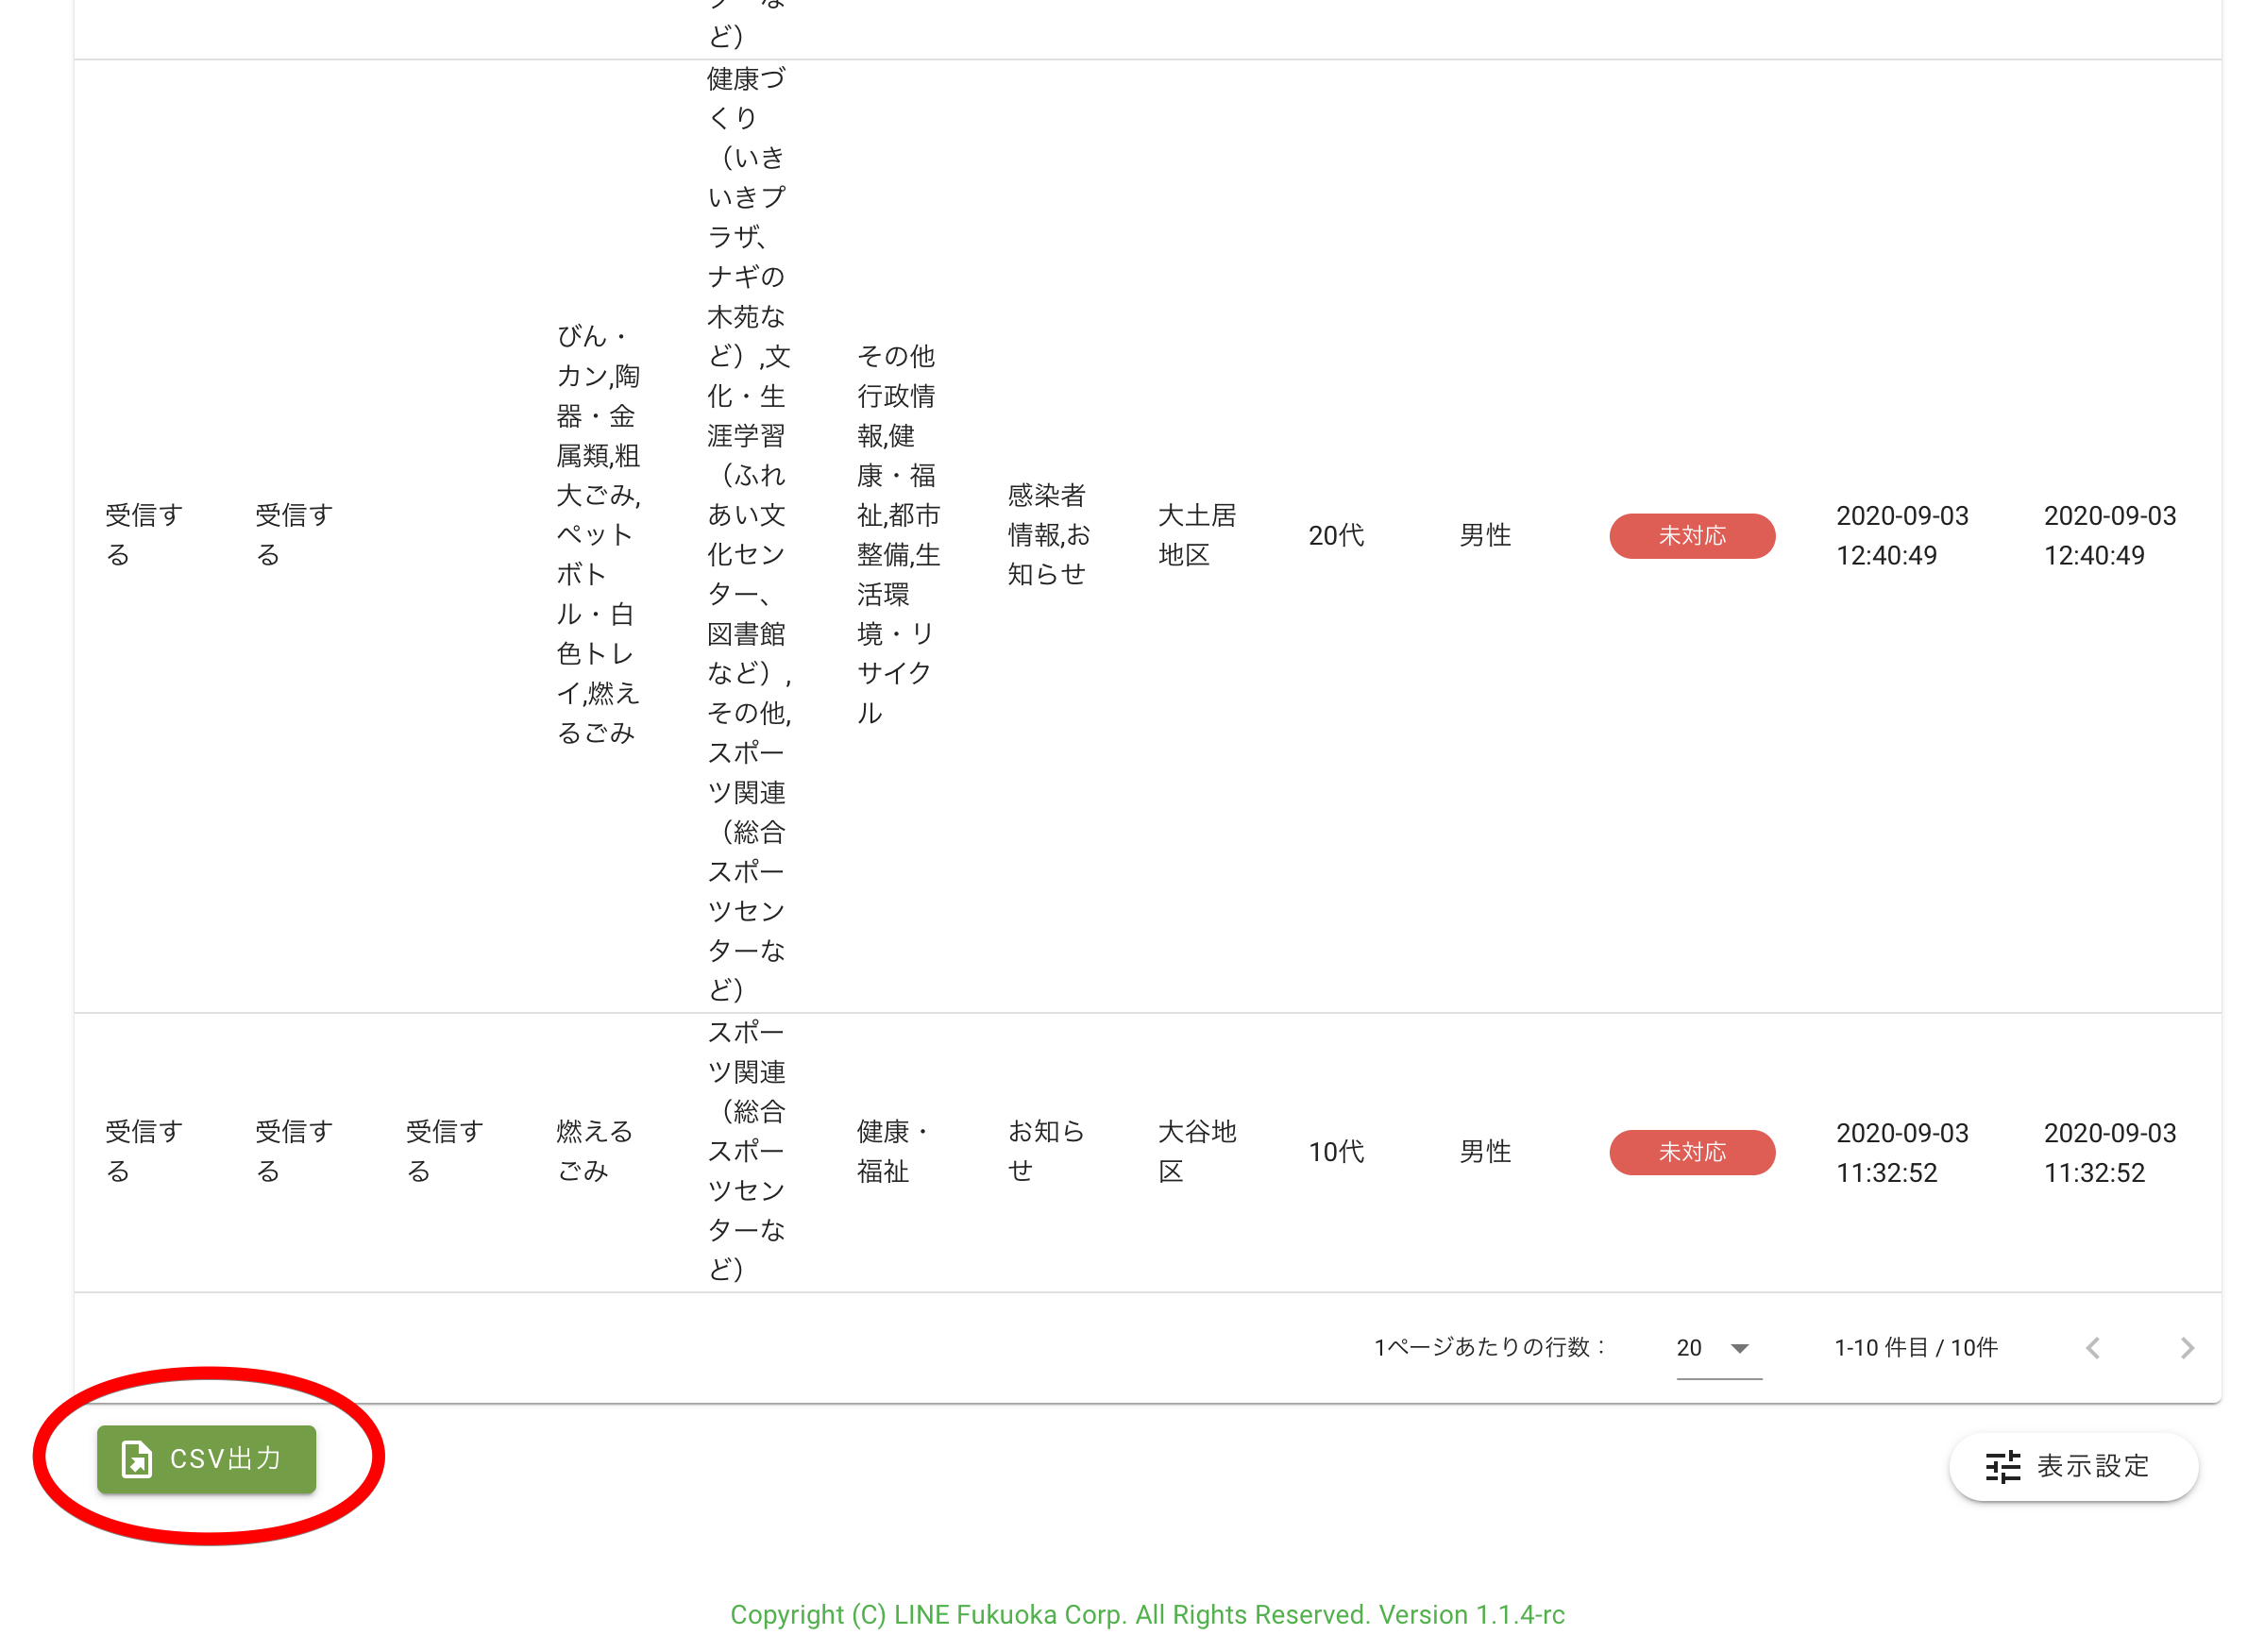 ど）
受信す
る
受信す
る
びん・
カン,陶
器・金
属類,粗
大ごみ,
ペット
ボト
ル・白
色トレ
イ,燃え
るごみ
健康づ
くり
（いき
いきプ
ラザ、
ナギの
木苑な
ど）,文
化・生
涯学習
（ふれ
あい文
化セン
ター、
図書館
など）,
その他,
スポー
ツ関連
（総合
スポー
ツセン
ターな
ど）
その他
行政情
報,健
康・福
祉,都市
整備,生
活環
境・リ
サイク
ル
感染者
情報,お
知らせ
大土居
地区
20代
男性
未対応
2020-09-03
12:40:49
2020-09-03
12:40:49
受信す
る
受信す
る
受信す
る
燃える
ごみ
スポー
ツ関連
（総合
スポー
ツセン
ターな
ど）
健康・
福祉
お知ら
せ
大谷地
区
10代
男性
未対応
2020-09-03
11:32:52
2020-09-03
11:32:52
1ページあたりの行数：
20
1-10 件目 / 10件
CSV出力
表示設定
Copyright (C) LINE Fukuoka Corp. All Rights Reserved. Version 1.1.4-rc